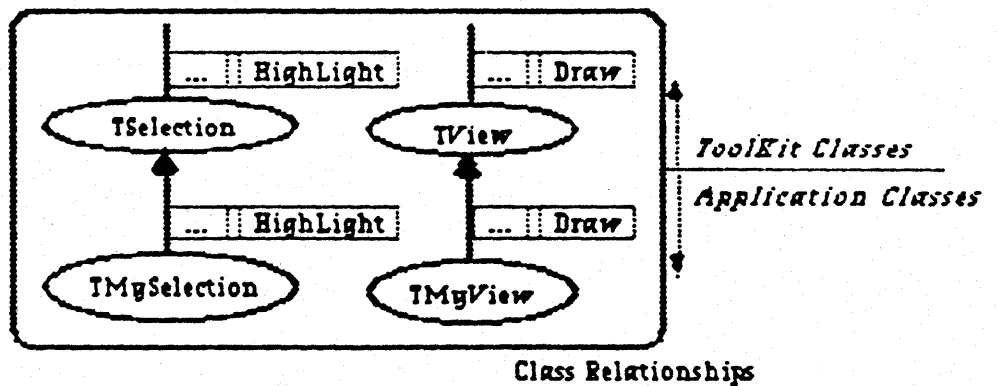 ... HighLight
... Draw
TSelection
TView
ToolKit Classes
Application Classes
... HighLight
... Draw
TMySelection
TMyView
Class Relationships